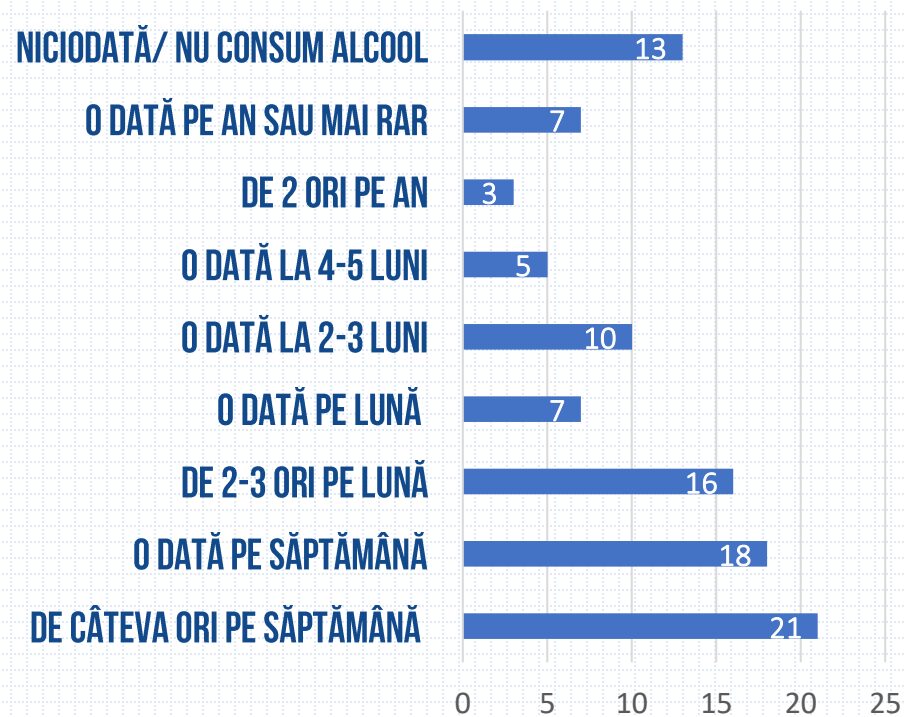 NICIODATĂ/ NU CONSUM ALCOOL 13
O DATĂ PE AN SAU MAI RAR 7
DE 2 ORI PE AN 3
O DATĂ LA 4-5 LUNI 5
O DATĂ LA 2-3 LUNI 10
O DATĂ PE LUNĂ 7
DE 2-3 ORI PE LUNĂ 16
O DATĂ PE SĂPTĂMÂNĂ 18
DE CÂTEVA ORI PE SĂPTĂMÂNĂ 21
0 5 10 15 20 25